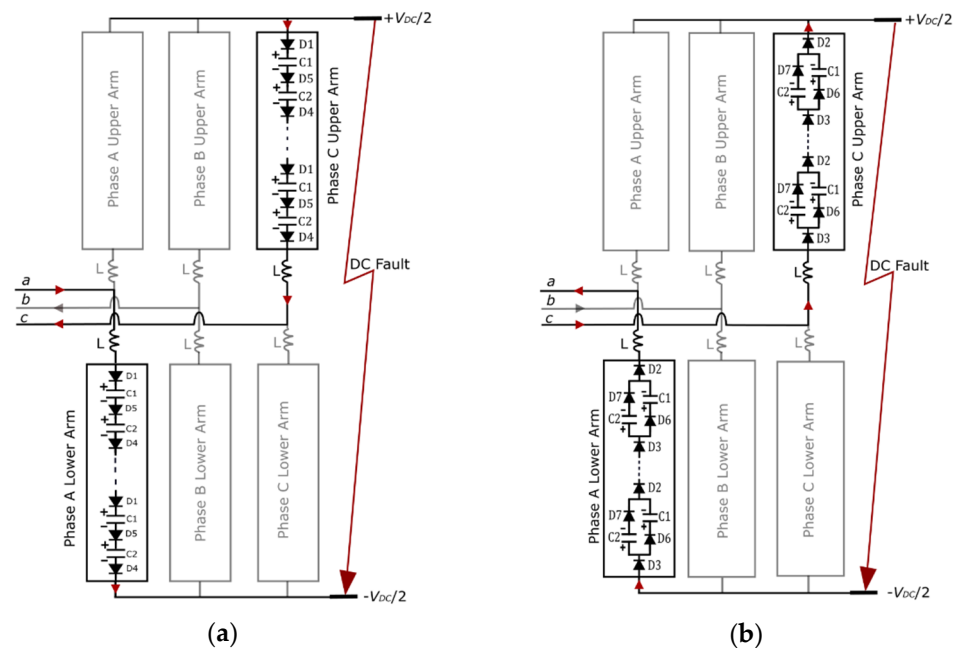 +VDC/2
D1
+
C1
-
D5
+
C2
-
D4
D1
+
C1
-
D5
+
C2
-
D4
Phase A Upper Arm
Phase B Upper Arm
Phase C Upper Arm
L
L
L
DC Fault
a
b
c
L
L
L
D1
+
C1
-
D5
+
C2
-
D4
D1
+
C1
-
D5
+
C2
-
D4
Phase A Lower Arm
Phase B Lower Arm
Phase C Lower Arm
-VDC/2
(a)
+VDC/2
D2
D7
-
C1
-
C2
+
D6
+
D3
D2
D7
-
C1
-
C2
+
D6
+
D3
Phase A Upper Arm
Phase B Upper Arm
Phase C Upper Arm
L
L
L
DC Fault
a
b
c
L
L
L
D2
D7
-
C1
-
C2
+
D6
+
D3
D2
D7
-
C1
-
C2
+
D6
+
D3
Phase A Lower Arm
Phase B Lower Arm
Phase C Lower Arm
-VDC/2
(b)